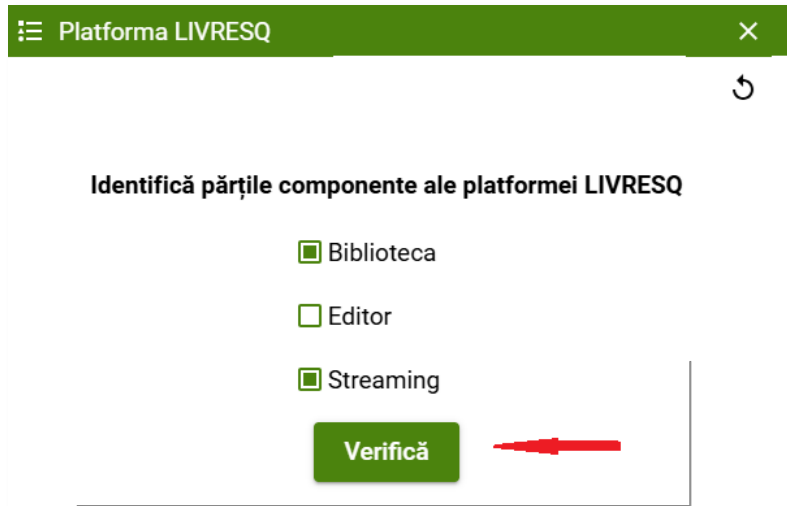 Platforma LIVRESQ
Identifică părțile componente ale platformei LIVRESQ
Biblioteca
Editor
Streaming
Verifică